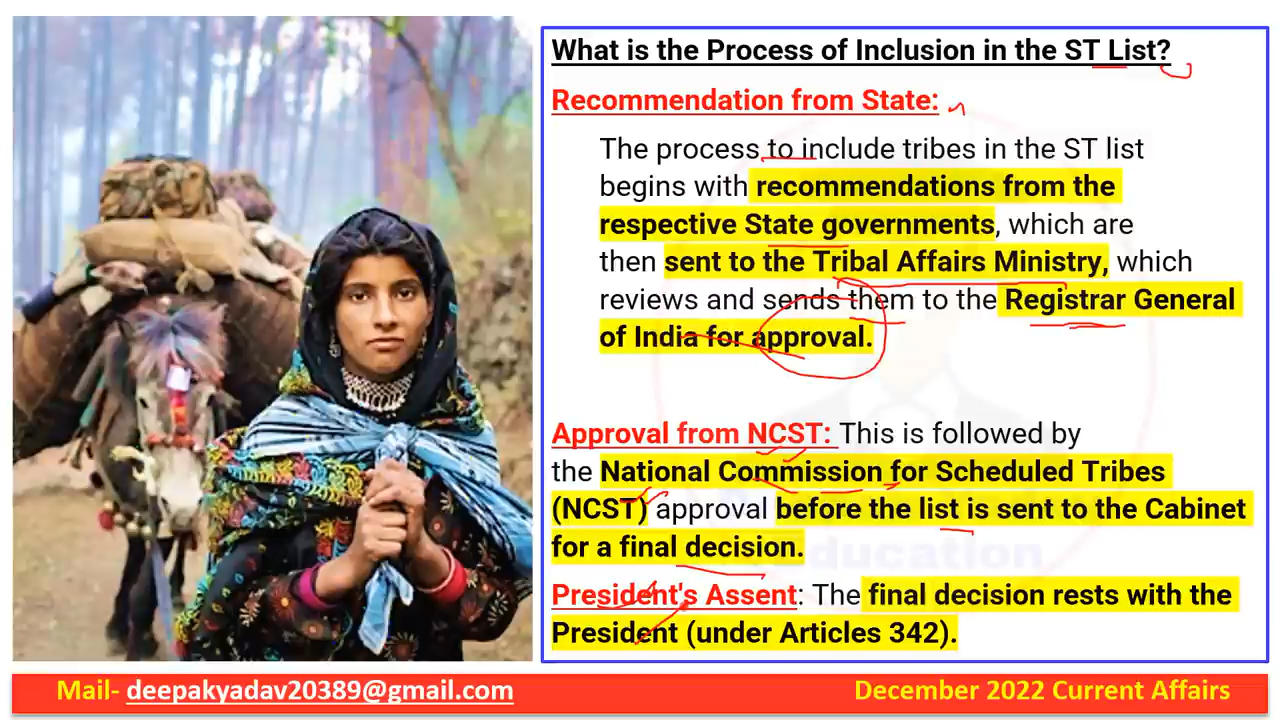 What is the Process of Inclusion in the ST List?
Recommendation from State:
The process to include tribes in the ST list
begins with recommendations from the
respective State governments, which are
then sent to the Tribal Affairs Ministry, which
reviews and sends them to the Registrar General
of India for approval.
Approval from NCST: This is followed by
the National Commission for Scheduled Tribes
(NCST) approval before the list is sent to the Cabinet
for a final decision.
education
President's Assent: The final decision rests with the
President (under Articles 342).
Mail- deepakyadav20389@gmail.com
December 2022 Current Affairs